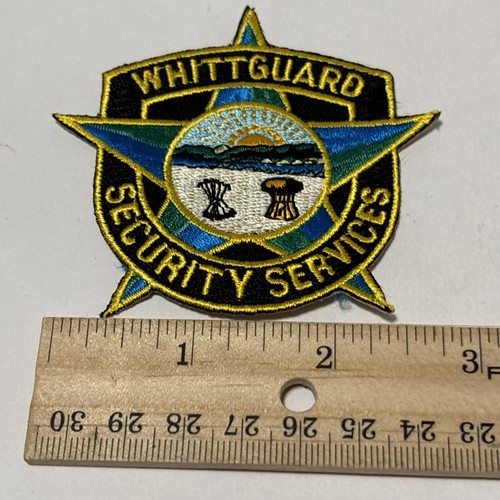 WHITTGUARD
SECURITY SERVICES
1 2 3
30 29 28 27 26 25 24 23